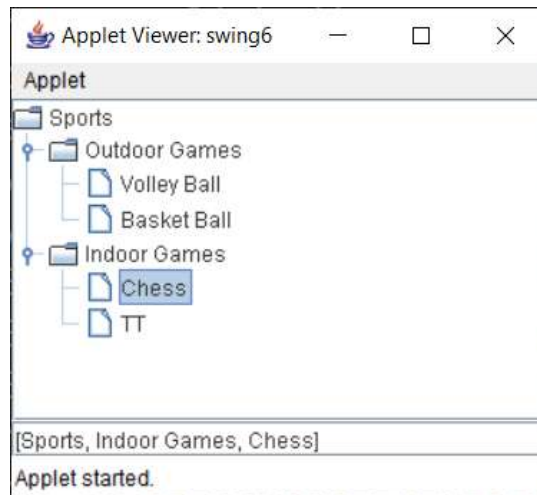 Applet Viewer: swing6
Applet
Sports
Outdoor Games
Volley Ball
Basket Ball
Indoor Games
Chess
TT
[Sports, Indoor Games, Chess]
Applet started.